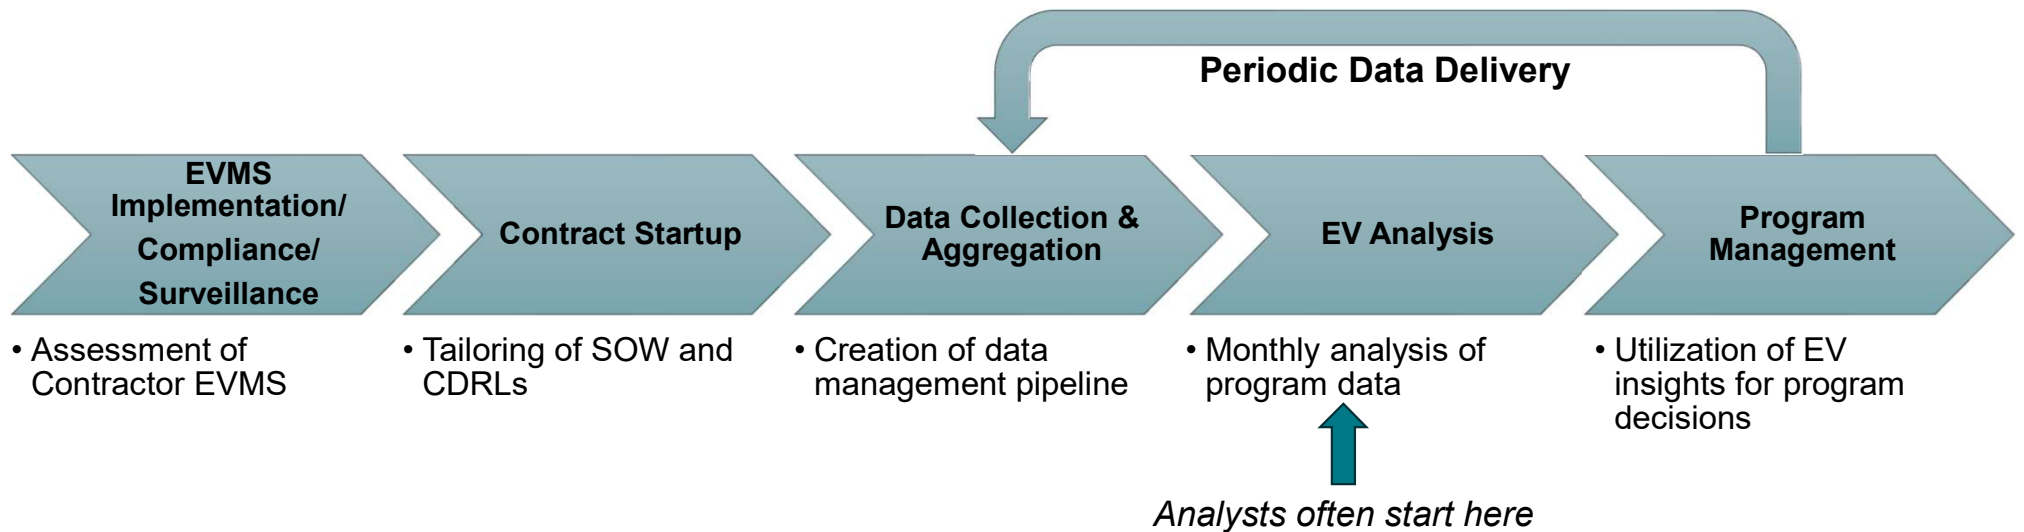 Periodic Data Delivery
EVMS
Implementation/
Compliance/
Surveillance
Contract Startup
Data Collection &
Aggregation
EV Analysis
Program
Management
• Assessment of
Contractor EVMS
• Tailoring of SOW and
CDRLs
• Creation of data
management pipeline
• Monthly analysis of
program data
• Utilization of EV
insights for program
decisions
Analysts often start here